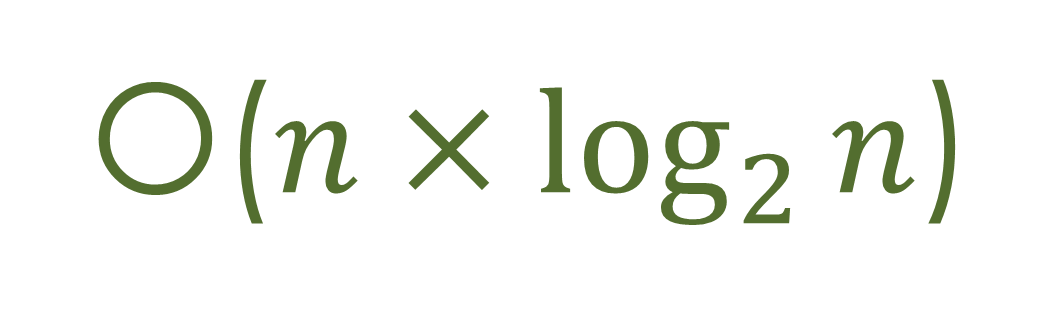 ○(n × log₂ n)